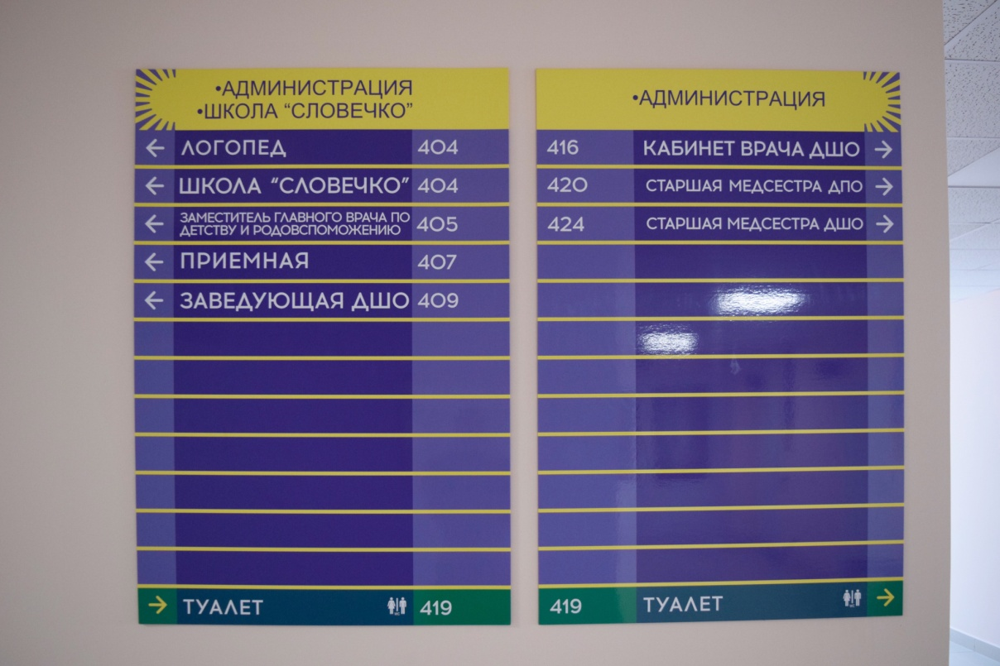 •АДМИНИСТРАЦИЯ
•ШКОЛА “СЛОВЕЧКО”
ЛОГОПЕД 404
ШКОЛА “СЛОВЕЧКО” 404
ЗАМЕСТИТЕЛЬ ГЛАВНОГО ВРАЧА ПО
ДЕТСТВУ И РОДОВСПОМОЖЕНИЮ 405
ПРИЕМНАЯ 407
ЗАВЕДУЮЩАЯ ДШО 409
ТУАЛЕТ 419
•АДМИНИСТРАЦИЯ
416 КАБИНЕТ ВРАЧА ДШО
420 СТАРШАЯ МЕДСЕСТРА ДПО
424 СТАРШАЯ МЕДСЕСТРА ДШО
419 ТУАЛЕТ